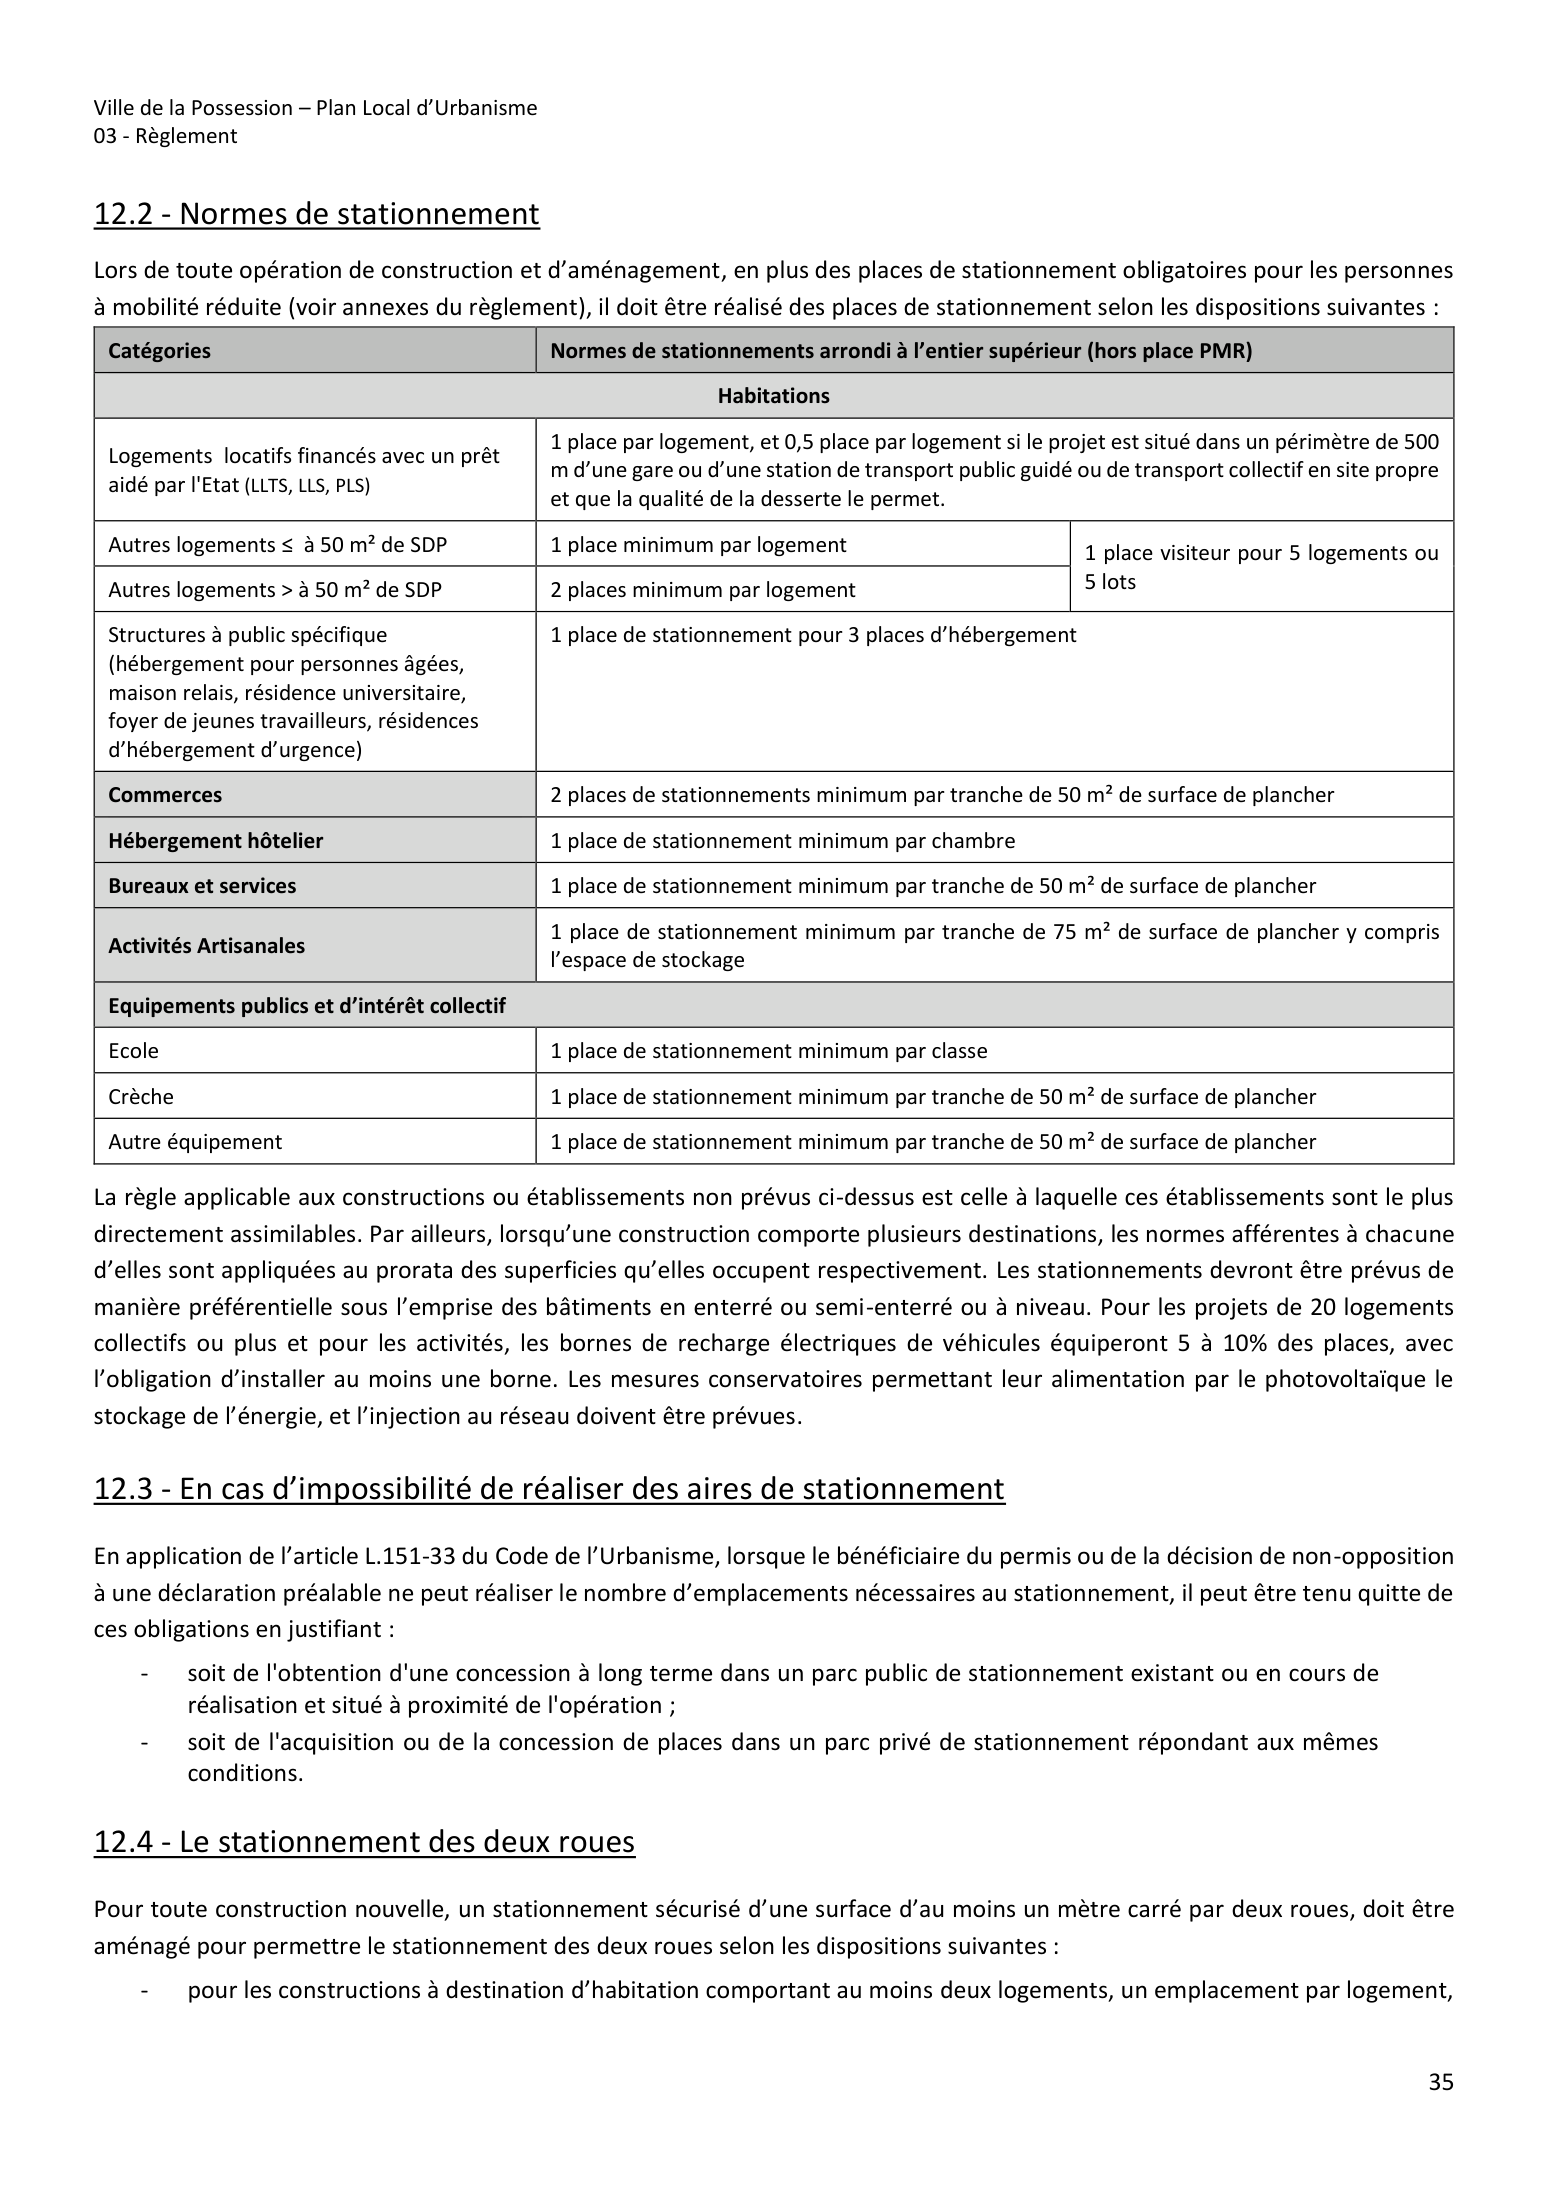 Ville de la Possession – Plan Local d’Urbanisme
03 - Règlement
12.2 - Normes de stationnement
Lors de toute opération de construction et d’aménagement, en plus des places de stationnement obligatoires pour les personnes
à mobilité réduite (voir annexes du règlement), il doit être réalisé des places de stationnement selon les dispositions suivantes :
Catégories
Normes de stationnements arrondi à l’entier supérieur (hors place PMR)
Habitations
Logements  locatifs financés avec un prêt
aidé par l'Etat (LLTS, LLS, PLS)
1 place par logement, et 0,5 place par logement si le projet est situé dans un périmètre de 500
m d’une gare ou d’une station de transport public guidé ou de transport collectif en site propre
et que la qualité de la desserte le permet.
Autres logements ≤  à 50 m² de SDP
1 place minimum par logement
1 place visiteur pour 5 logements ou
5 lots
Autres logements > à 50 m² de SDP
2 places minimum par logement
Structures à public spécifique
(hébergement pour personnes âgées,
maison relais, résidence universitaire,
foyer de jeunes travailleurs, résidences
d’hébergement d’urgence)
1 place de stationnement pour 3 places d’hébergement
Commerces
2 places de stationnements minimum par tranche de 50 m² de surface de plancher
Hébergement hôtelier
1 place de stationnement minimum par chambre
Bureaux et services
1 place de stationnement minimum par tranche de 50 m² de surface de plancher
Activités Artisanales
1 place de stationnement minimum par tranche de 75 m² de surface de plancher y compris
l’espace de stockage
Equipements publics et d’intérêt collectif
Ecole
1 place de stationnement minimum par classe
Crèche
1 place de stationnement minimum par tranche de 50 m² de surface de plancher
Autre équipement
1 place de stationnement minimum par tranche de 50 m² de surface de plancher
La règle applicable aux constructions ou établissements non prévus ci-dessus est celle à laquelle ces établissements sont le plus
directement assimilables. Par ailleurs, lorsqu’une construction comporte plusieurs destinations, les normes afférentes à chacune
d’elles sont appliquées au prorata des superficies qu’elles occupent respectivement. Les stationnements devront être prévus de
manière préférentielle sous l’emprise des bâtiments en enterré ou semi-enterré ou à niveau. Pour les projets de 20 logements
collectifs ou plus et pour les activités, les bornes de recharge électriques de véhicules équiperont 5 à 10% des places, avec
l’obligation d’installer au moins une borne. Les mesures conservatoires permettant leur alimentation par le photovoltaïque le
stockage de l’énergie, et l’injection au réseau doivent être prévues.
12.3 - En cas d’impossibilité de réaliser des aires de stationnement
En application de l’article L.151-33 du Code de l’Urbanisme, lorsque le bénéficiaire du permis ou de la décision de non-opposition
à une déclaration préalable ne peut réaliser le nombre d’emplacements nécessaires au stationnement, il peut être tenu quitte de
ces obligations en justifiant :
- soit de l'obtention d'une concession à long terme dans un parc public de stationnement existant ou en cours de
réalisation et situé à proximité de l'opération ;
- soit de l'acquisition ou de la concession de places dans un parc privé de stationnement répondant aux mêmes
conditions.
12.4 - Le stationnement des deux roues
Pour toute construction nouvelle, un stationnement sécurisé d’une surface d’au moins un mètre carré par deux roues, doit être
aménagé pour permettre le stationnement des deux roues selon les dispositions suivantes :
- pour les constructions à destination d’habitation comportant au moins deux logements, un emplacement par logement,
35